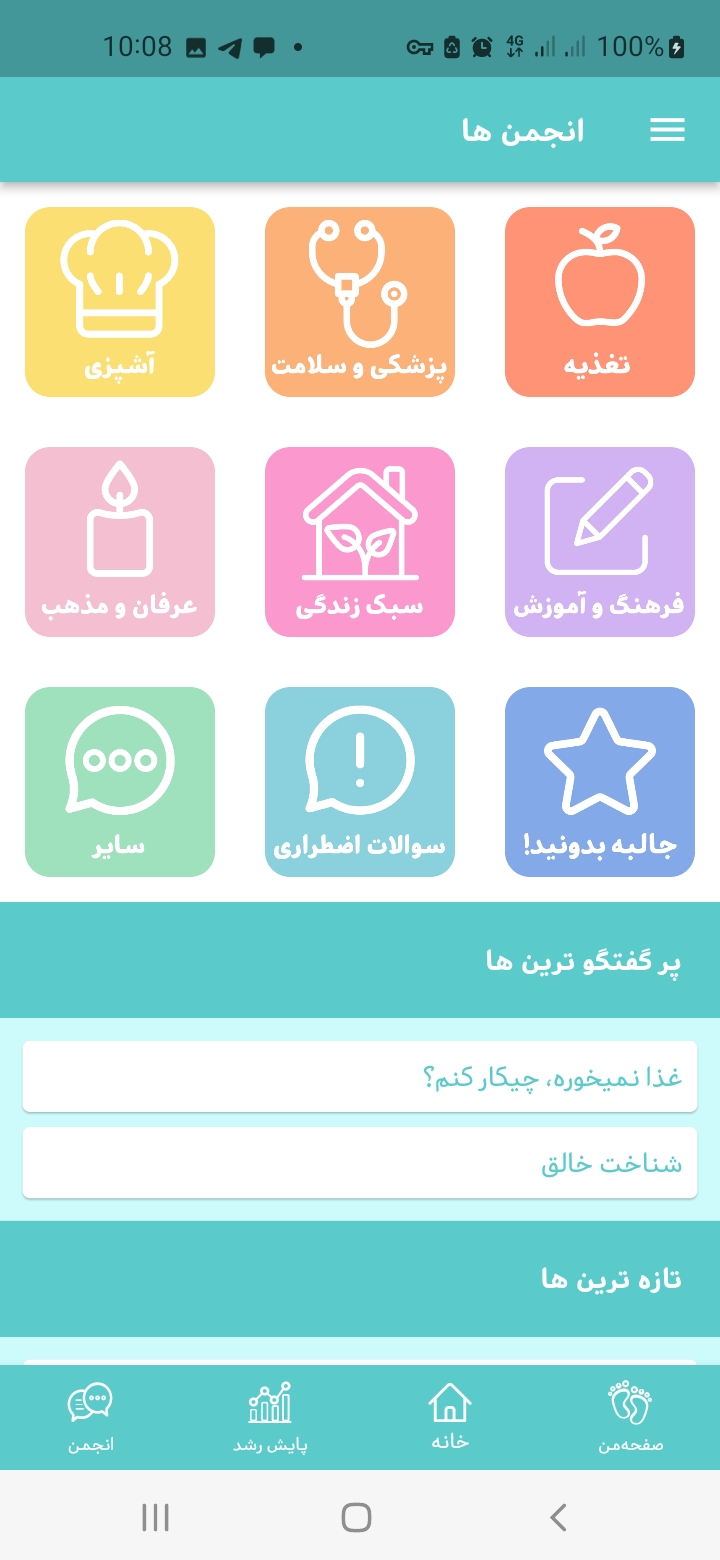 10:08
4G
100%
انجمن ها
تغذیه
پزشکی و سلامت
آشپزی
فرهنگ و آموزش
سبک زندگی
عرفان و مذهب
جالبه بدونید!
سوالات اضطراری
سایر
پر گفتگو ترین ها
غذا نمیخوره، چیکار کنم؟
شناخت خالق
تازه ترین ها
صفحه‌من
خانه
پایش رشد
انجمن